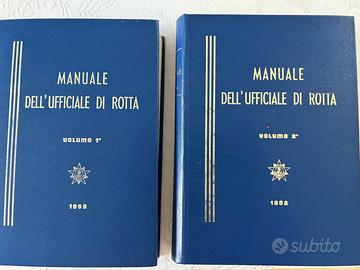 MANUALE
DELL'UFFICIALE DI ROTTA
VOLUME 1°
1959
MANUALE
DELL'UFFICIALE DI ROTTA
VOLUME 2°
1962
subito